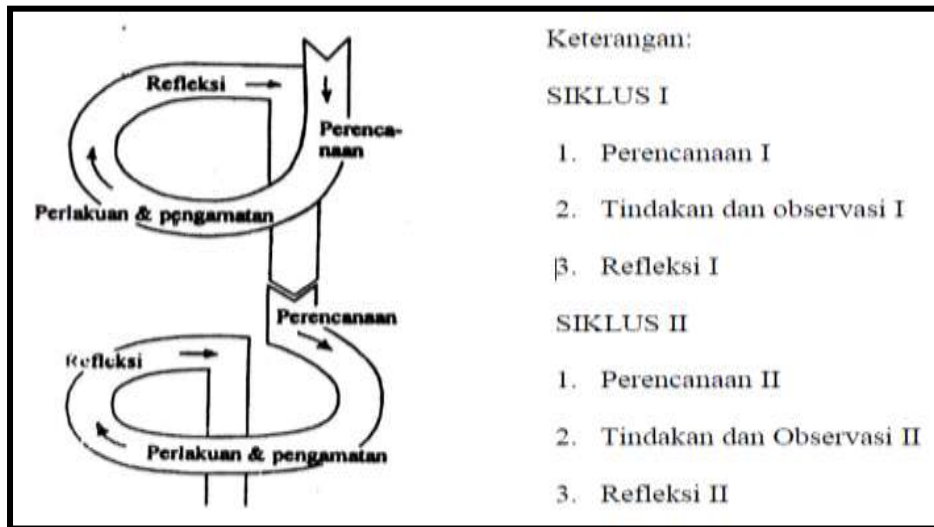 Refleksi
Perenca-
naan
Perlakuan & pengamatan
Perencanaan
Refleksi
Perlakuan & pengamatan
Keterangan:
SIKLUS I
1. Perencanaan I
2. Tindakan dan observasi I
3. Refleksi I
SIKLUS II
1. Perencanaan II
2. Tindakan dan Observasi II
3. Refleksi II